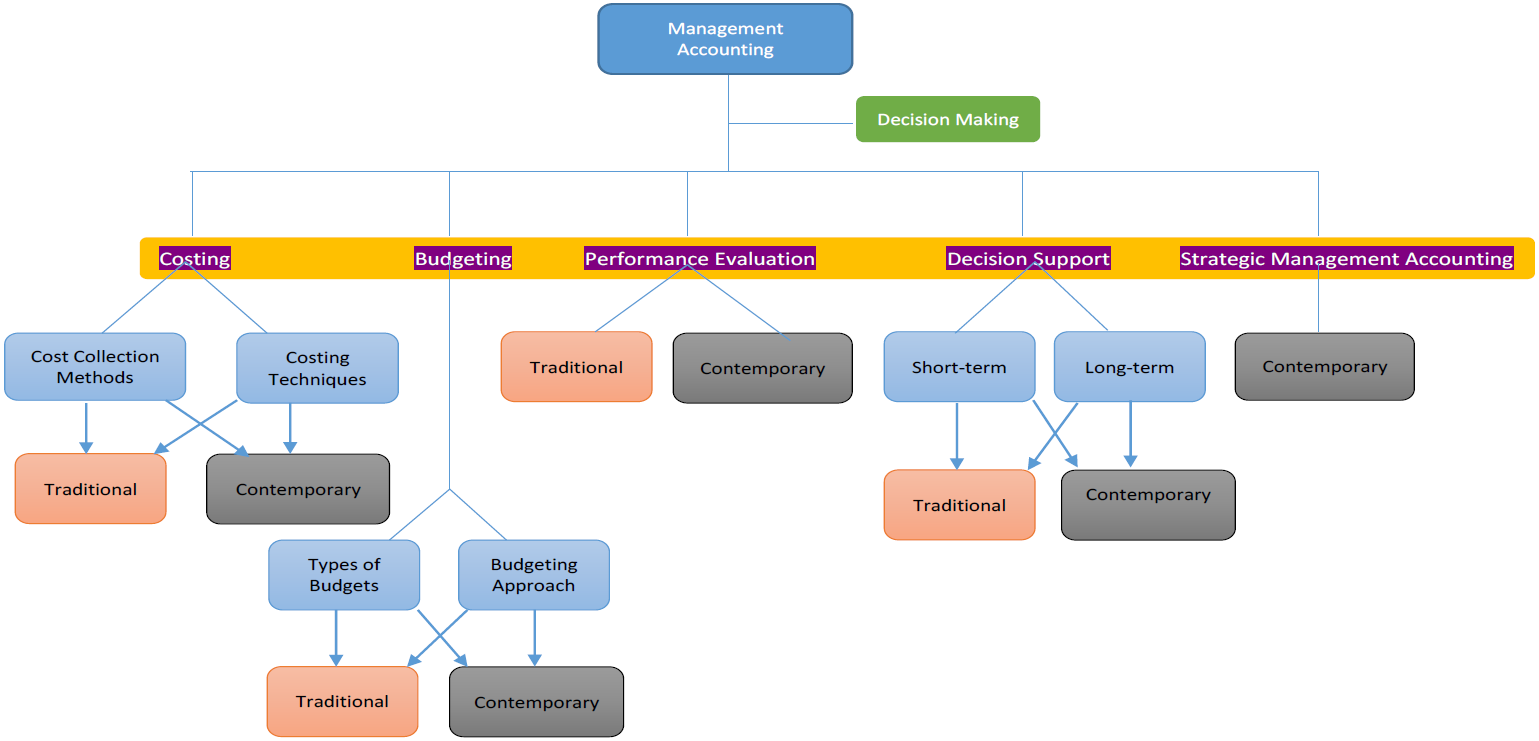 Management
Accounting
Decision Making
Costing
Budgeting
Performance Evaluation
Decision Support
Strategic Management Accounting
Cost Collection
Methods
Costing
Techniques
Traditional
Contemporary
Short-term
Long-term
Contemporary
Traditional
Contemporary
Traditional
Contemporary
Types of
Budgets
Budgeting
Approach
Traditional
Contemporary